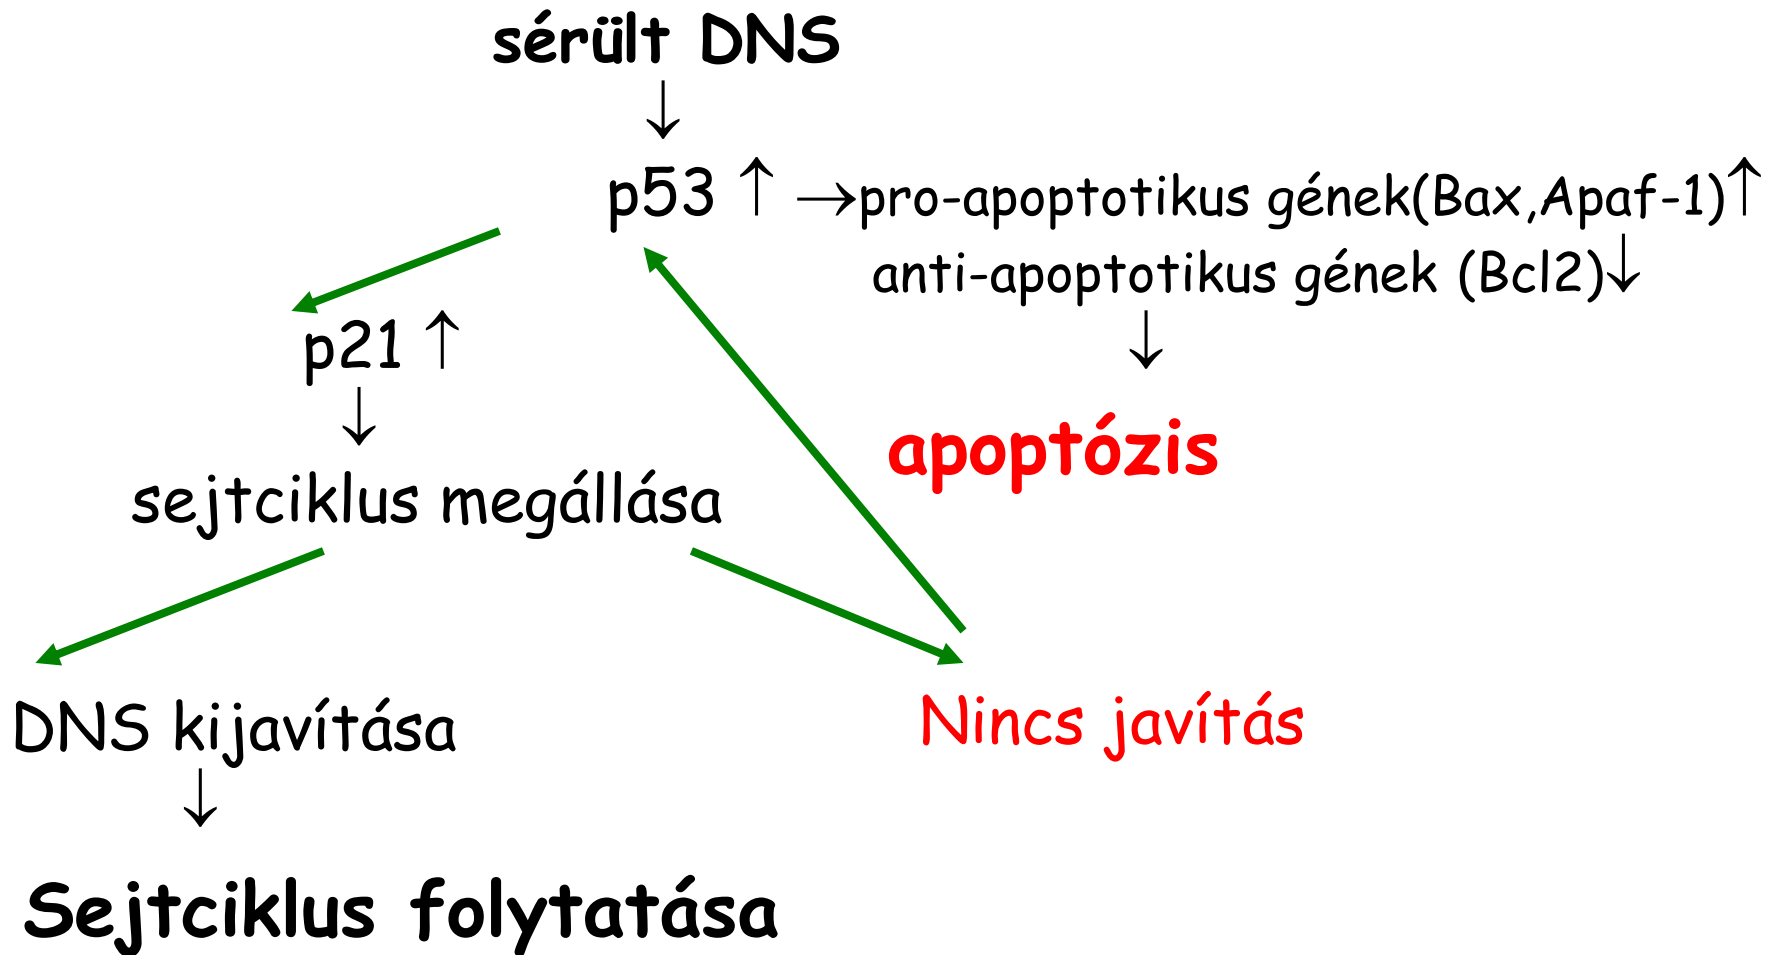 sérült DNS
↓
p53 ↑ →pro-apoptotikus gének(Bax,Apaf-1)↑
anti-apoptotikus gének (Bcl2)↓
↓
p21 ↑
↓
apoptózis
sejtciklus megállása
DNS kijavítása
Nincs javítás
↓
Sejtciklus folytatása